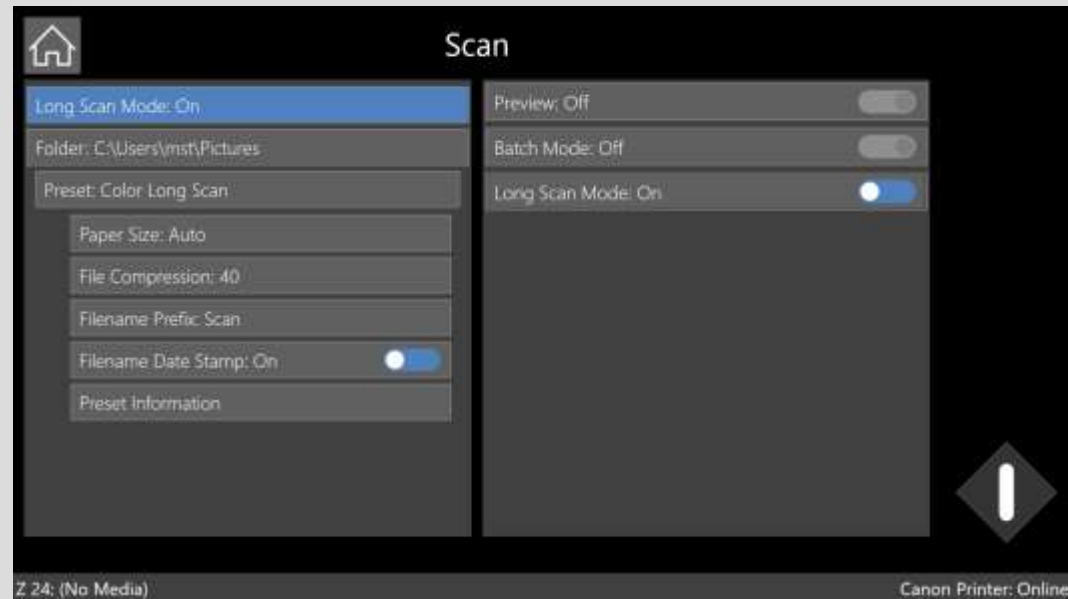 Scan
Long Scan Mode: On
Folder: C:\Users\mst\Pictures
Preset: Color Long Scan
Paper Size: Auto
File Compression: 40
Filename Prefix: Scan
Filename Date Stamp: On
Preset Information
Preview: Off
Batch Mode: Off
Long Scan Mode: On
Z 24: (No Media)
Canon Printer: Online